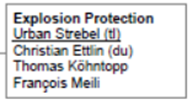 Explosion Protection
Urban Strebel (tl)
Christian Ettlin (du)
Thomas Köhntopp
François Meili